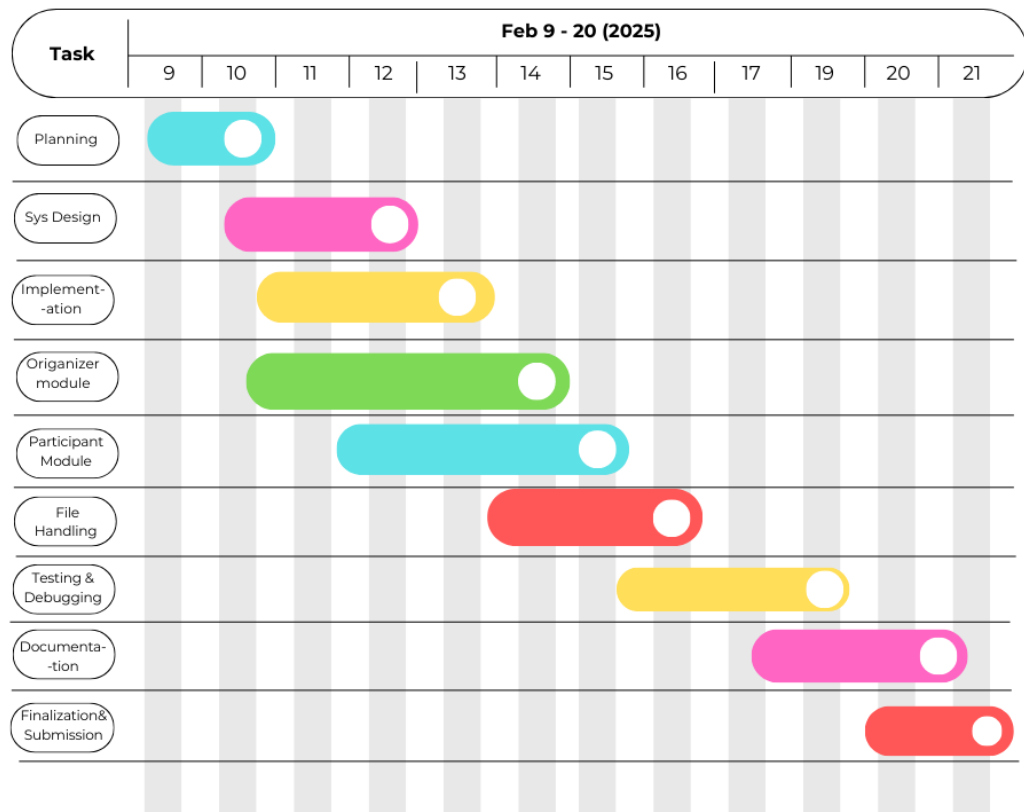 Task
Feb 9 - 20 (2025)
9 10 11 12 13 14 15 16 17 19 20 21
Planning
Sys Design
Implement-
-ation
Origanizer
module
Participant
Module
File
Handling
Testing &
Debugging
Documenta-
-tion
Finalization&
Submission